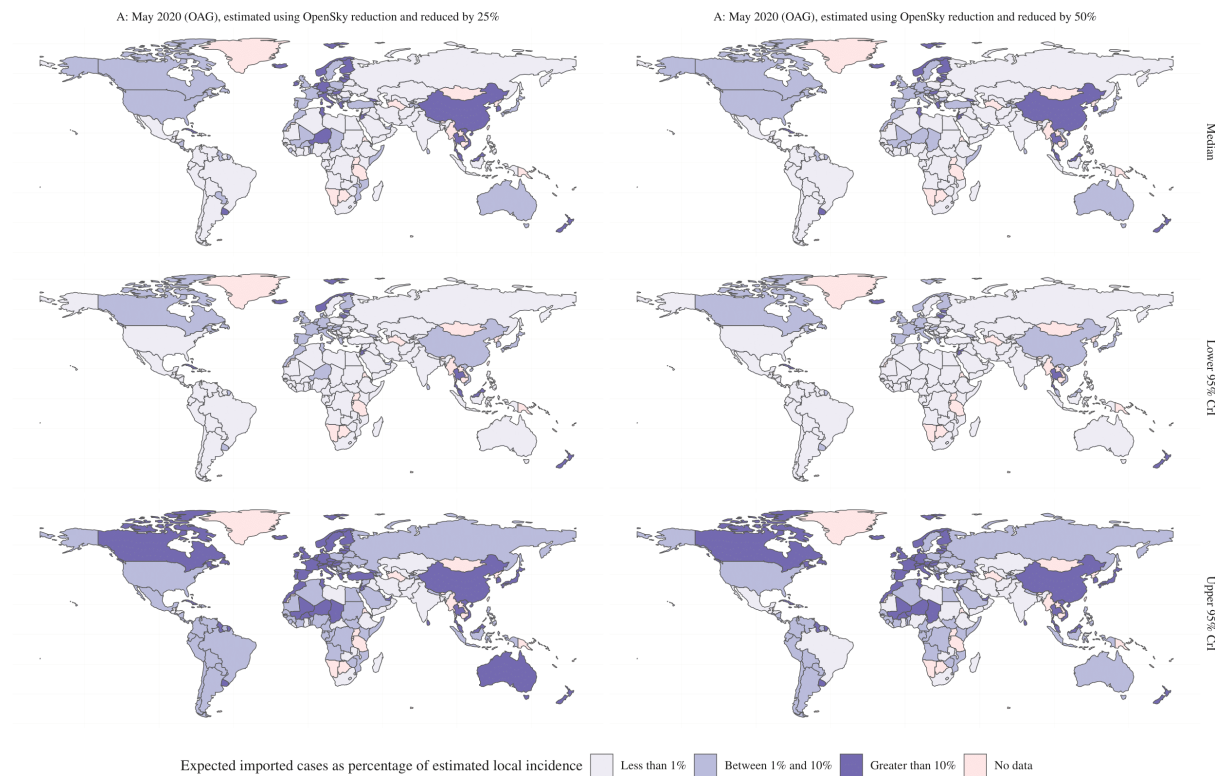 A: May 2020 (OAG), estimated using OpenSky reduction and reduced by 25%
A: May 2020 (OAG), estimated using OpenSky reduction and reduced by 50%
Median
Lower 95% CrI
Upper 95% CrI
Expected imported cases as percentage of estimated local incidence
Less than 1%
Between 1% and 10%
Greater than 10%
No data